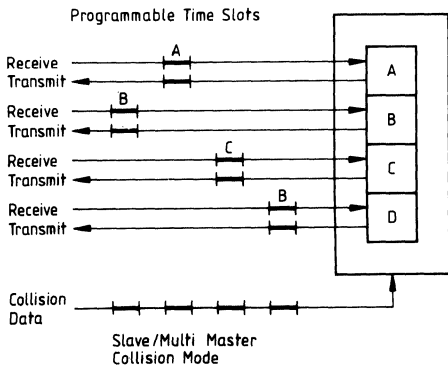 Programmable Time Slots
A
Receive
Transmit
A
B
Receive
Transmit
B
C
Receive
Transmit
C
B
Receive
Transmit
D
Collision
Data
Slave/Multi Master
Collision Mode